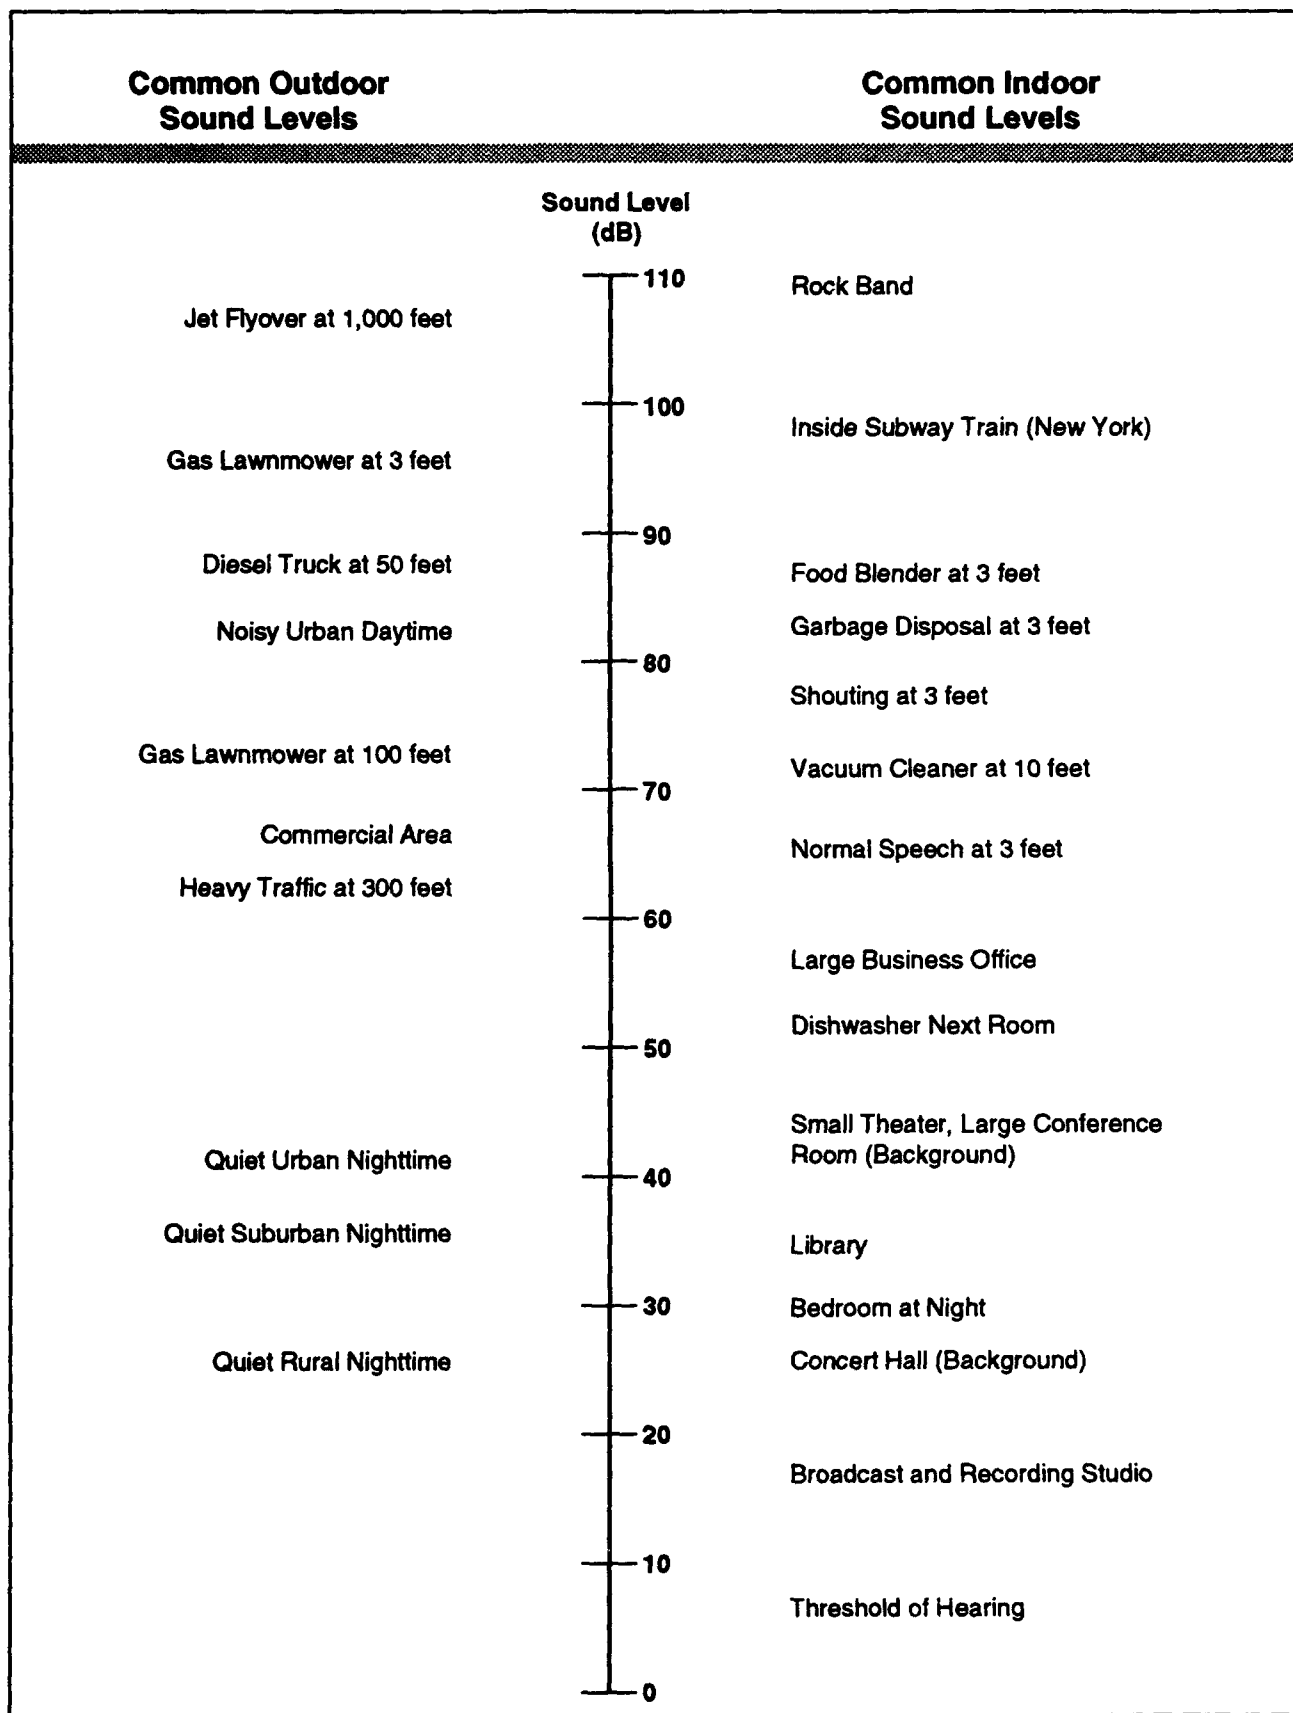 Common Outdoor
Sound Levels
Common Indoor
Sound Levels
Sound Level
(dB)
110
Rock Band
Jet Flyover at 1,000 feet
100
Inside Subway Train (New York)
Gas Lawnmower at 3 feet
90
Diesel Truck at 50 feet
Food Blender at 3 feet
Noisy Urban Daytime
Garbage Disposal at 3 feet
80
Shouting at 3 feet
Gas Lawnmower at 100 feet
Vacuum Cleaner at 10 feet
70
Commercial Area
Normal Speech at 3 feet
Heavy Traffic at 300 feet
60
Large Business Office
Dishwasher Next Room
50
Small Theater, Large Conference
Room (Background)
Quiet Urban Nighttime
40
Quiet Suburban Nighttime
Library
30
Bedroom at Night
Quiet Rural Nighttime
Concert Hall (Background)
20
Broadcast and Recording Studio
10
Threshold of Hearing
0